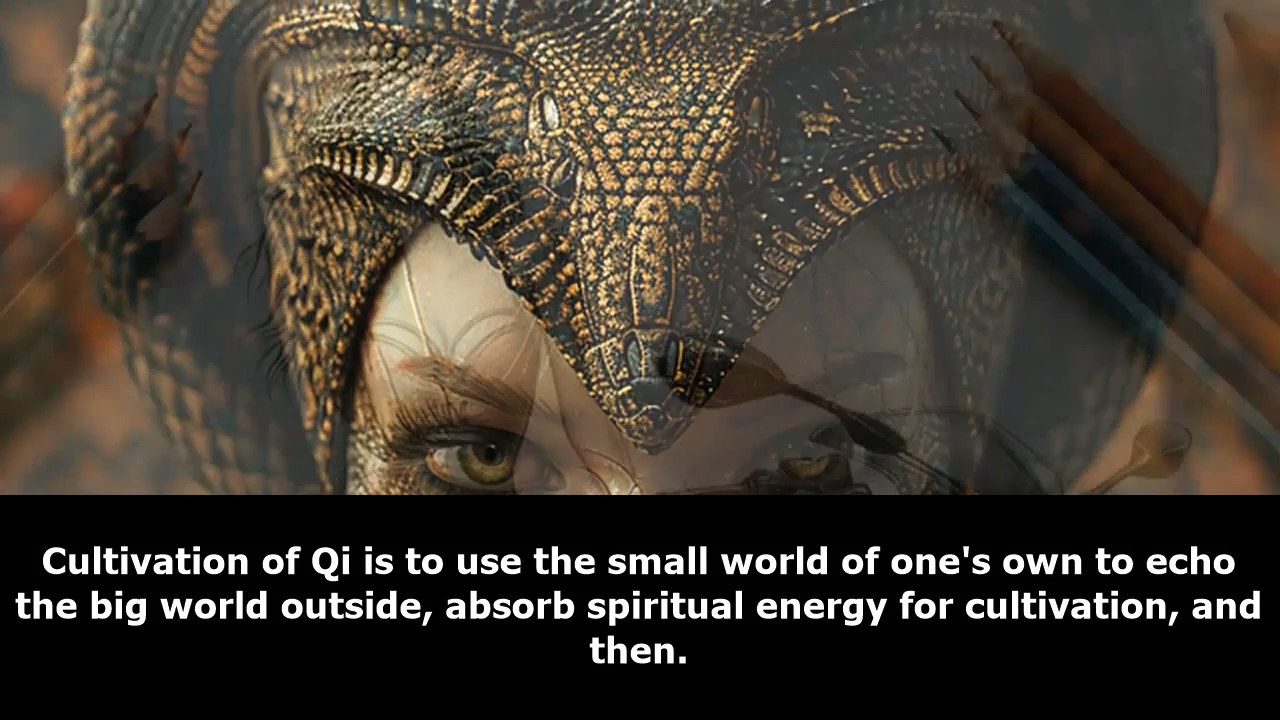 Cultivation of Qi is to use the small world of one's own to echo
the big world outside, absorb spiritual energy for cultivation, and
then.